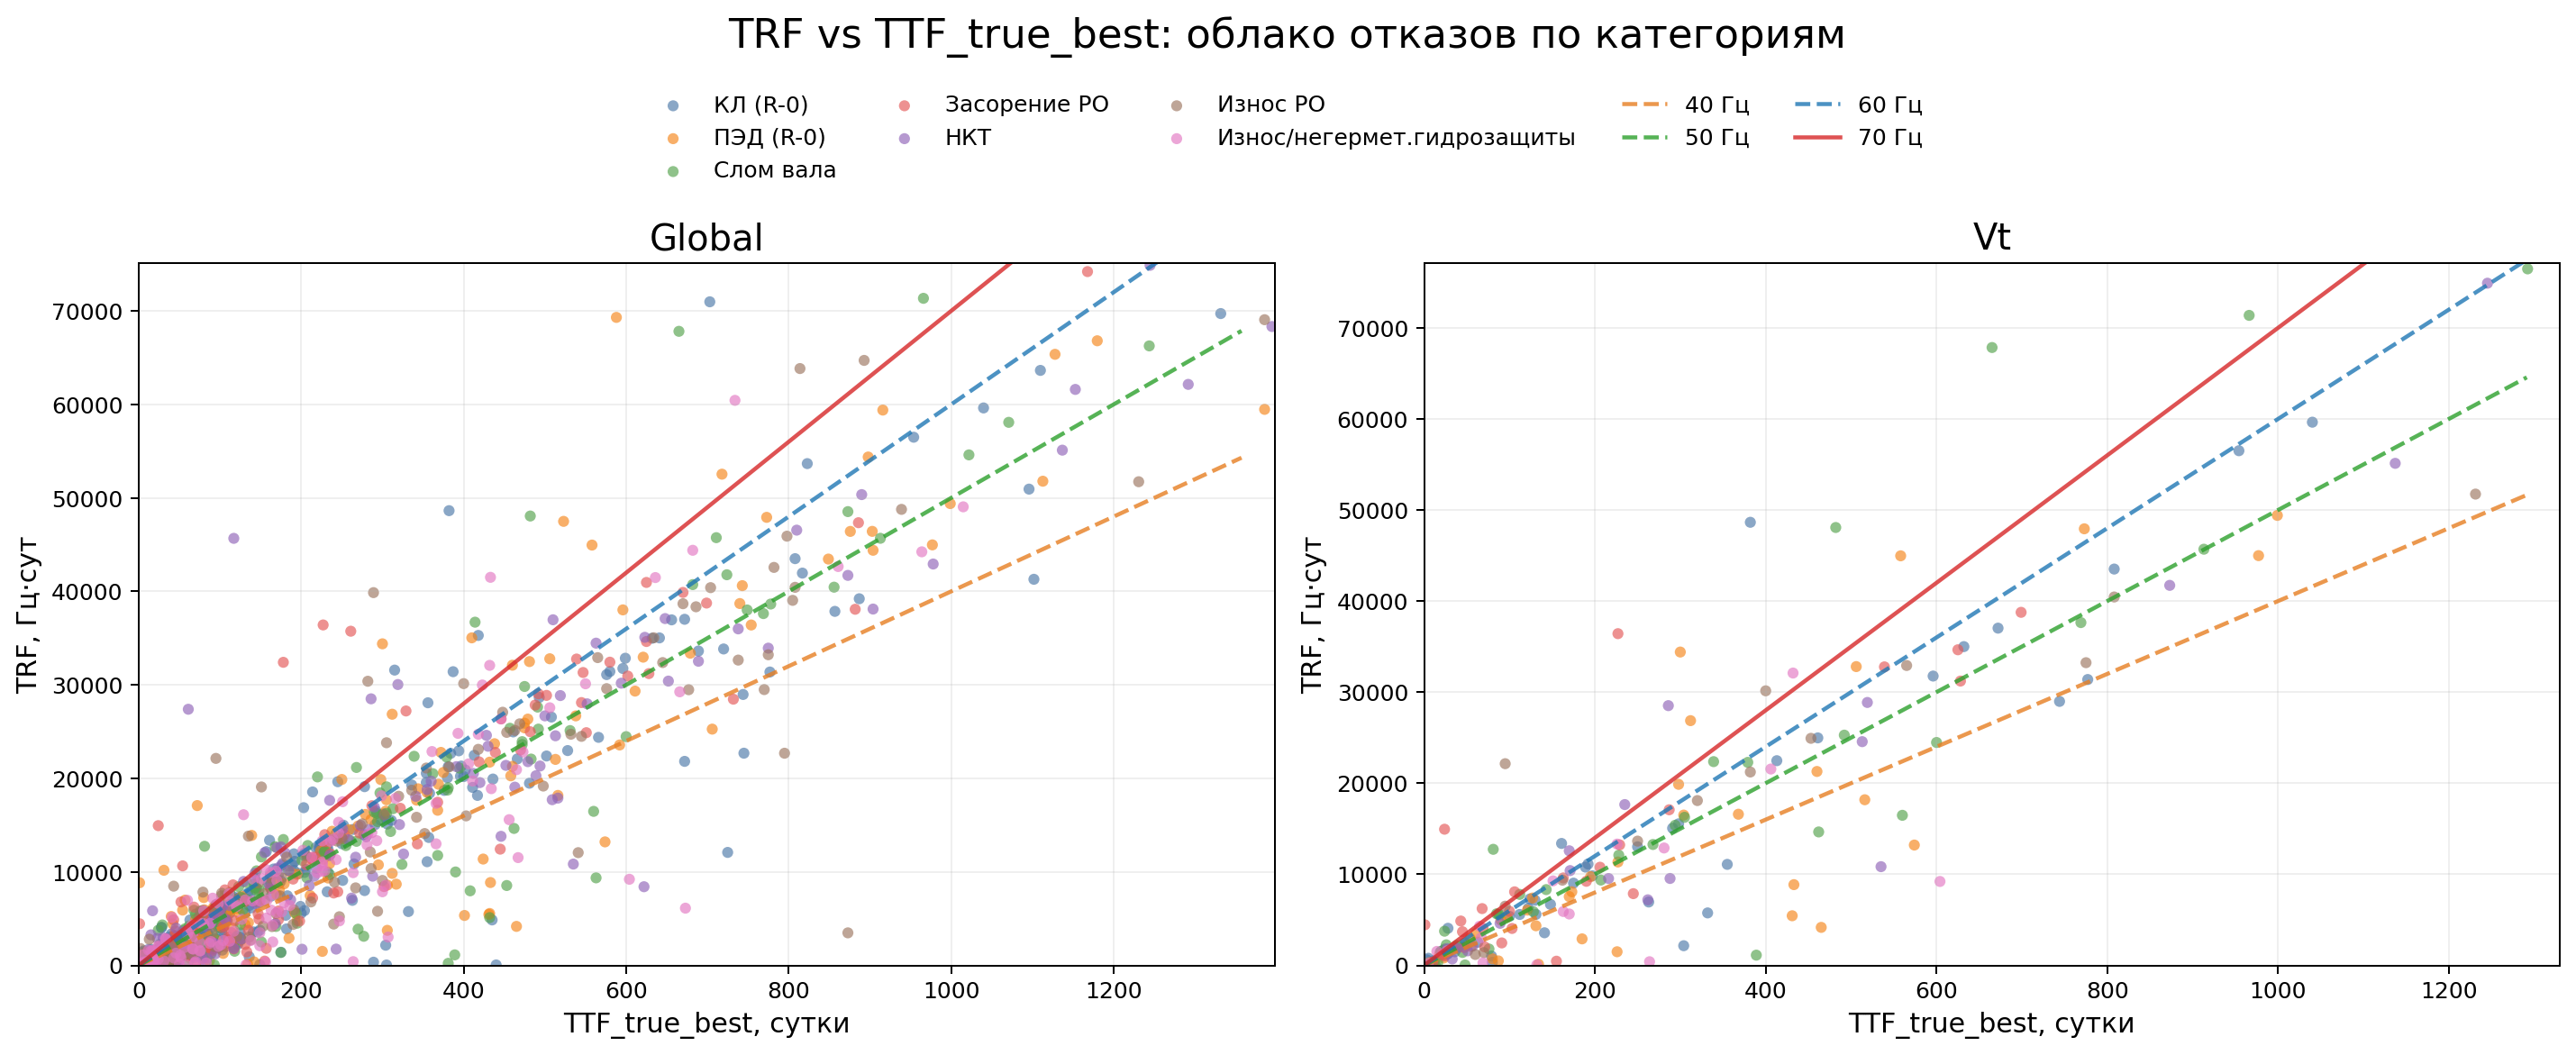 TRF vs TTF_true_best: облако отказов по категориям
КЛ (R-0)
ПЭД (R-0)
Слом вала
Засорение РО
НКТ
Износ РО
Износ/негермет.гидрозащиты
40 Гц
50 Гц
60 Гц
70 Гц
Global
TRF, Гц·сут
70000
60000
50000
40000
30000
20000
10000
0
0 200 400 600 800 1000 1200
TTF_true_best, сутки
Vt
TRF, Гц·сут
70000
60000
50000
40000
30000
20000
10000
0
0 200 400 600 800 1000 1200
TTF_true_best, сутки